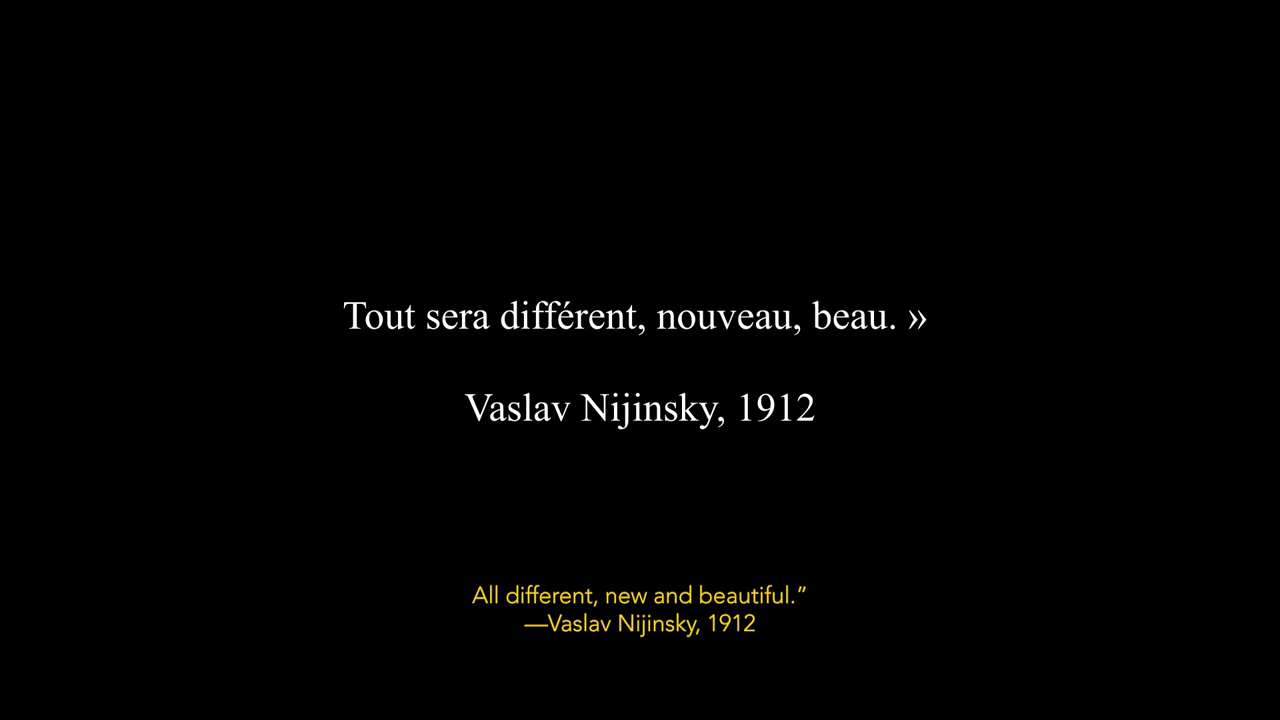 Tout sera différent, nouveau, beau. »
Vaslav Nijinsky, 1912
All different, new and beautiful.”
—Vaslav Nijinsky, 1912